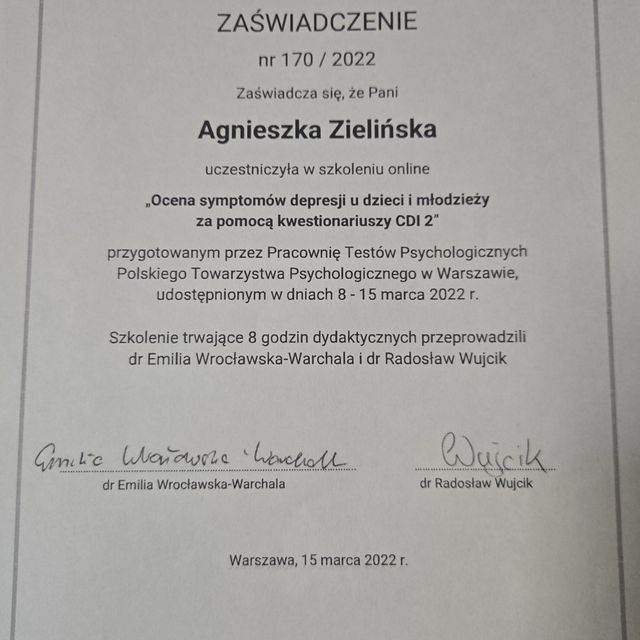 ZAŚWIADCZENIE
nr 170 / 2022
Zaświadcza się, że Pani
Agnieszka Zielińska
uczestniczyła w szkoleniu online
„Ocena symptomów depresji u dzieci i młodzieży
za pomocą kwestionariuszy CDI 2”
przygotowanym przez Pracownię Testów Psychologicznych
Polskiego Towarzystwa Psychologicznego w Warszawie,
udostępnionym w dniach 8 - 15 marca 2022 r.
Szkolenie trwające 8 godzin dydaktycznych przeprowadzili
dr Emilia Wrocławska-Warchala i dr Radosław Wujcik
Emilia Wrocławska-Warchala Wujcik
dr Emilia Wrocławska-Warchala dr Radosław Wujcik
Warszawa, 15 marca 2022 r.